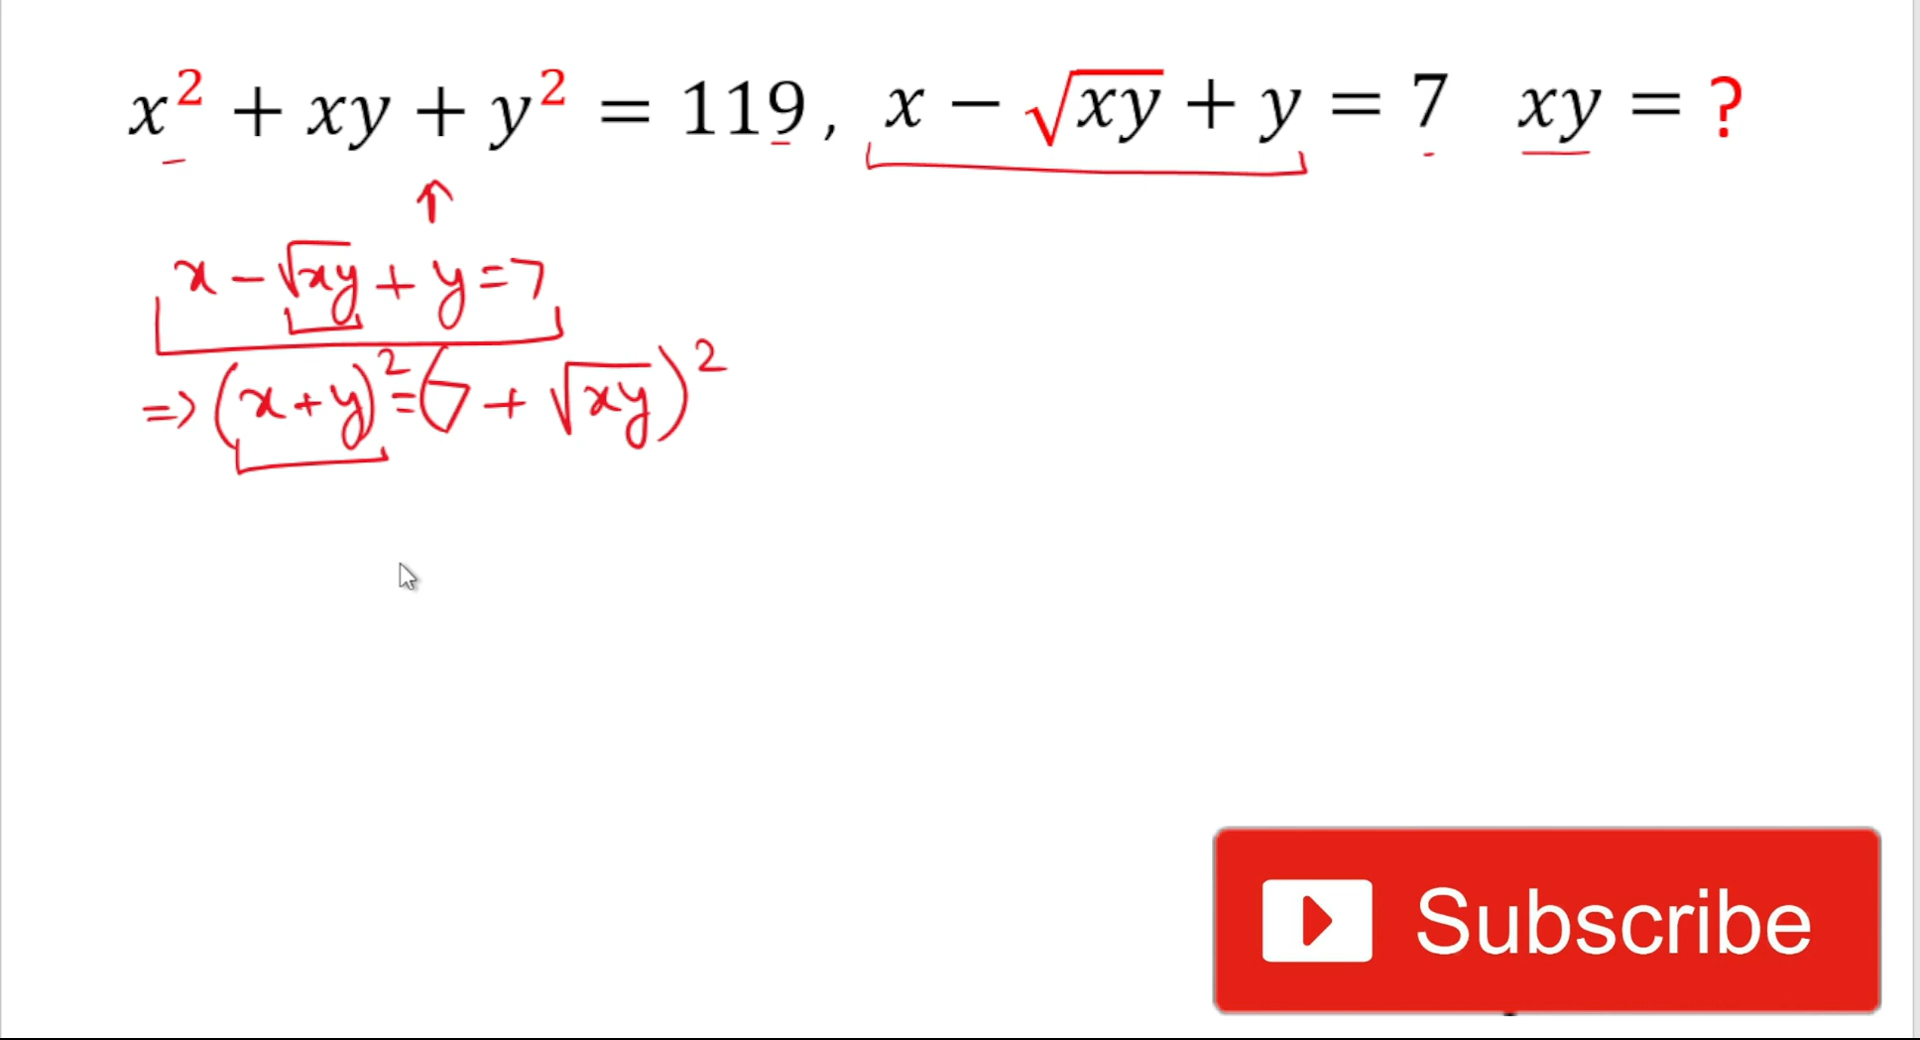 x² + xy + y² = 119, x − √xy + y = 7 xy = ?
x − √xy + y = 7
⇒ (x + y)² = (7 + √xy)²
Subscribe